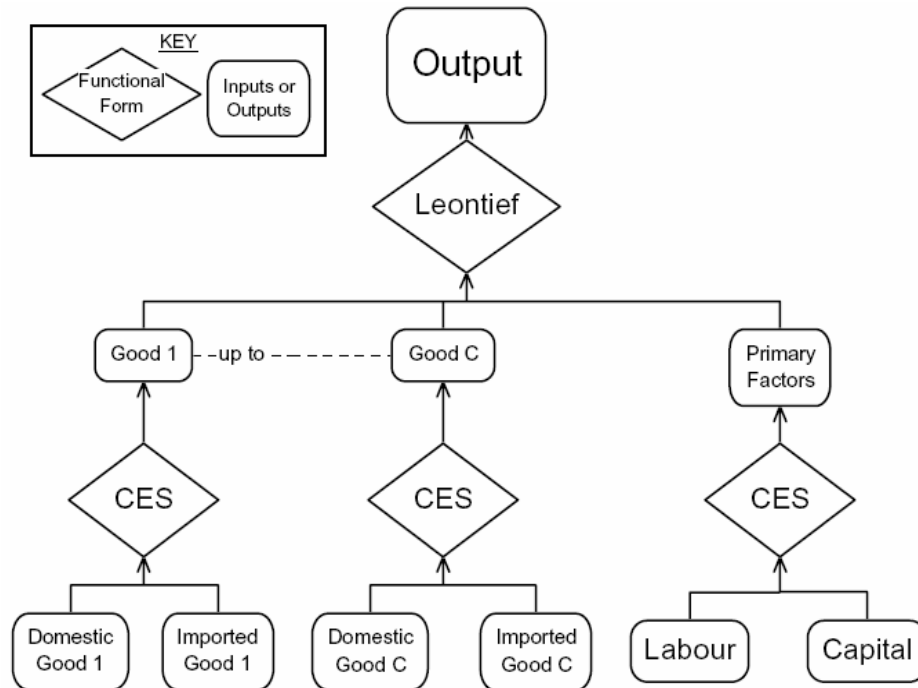 KEY
Functional
Form
Inputs or
Outputs
Output
Leontief
Good 1
up to
Good C
Primary
Factors
CES
CES
CES
Domestic
Good 1
Imported
Good 1
Domestic
Good C
Imported
Good C
Labour
Capital